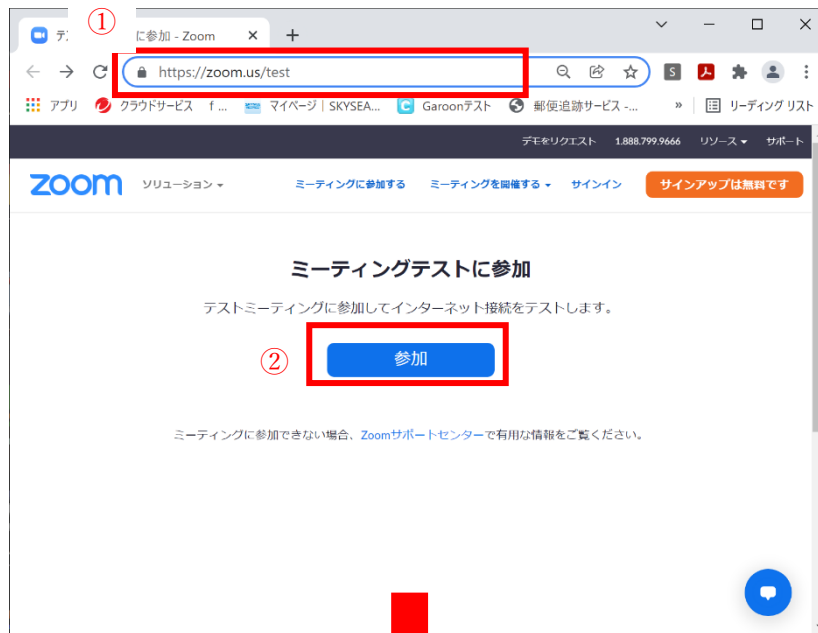 ①
テ に参加 - Zoom
https://zoom.us/test
アプリ クラウドサービス f ... マイページ | SKYSEA... Garoonテスト 郵便追跡サービス -... » リーディング リスト
デモをリクエスト 1.888.799.9666 リソース サポート
zoom ソリューション ミーティングに参加する ミーティングを開催する サインイン サインアップは無料です
ミーティングテストに参加
テストミーティングに参加してインターネット接続をテストします。
② 参加
ミーティングに参加できない場合、Zoomサポートセンターで有用な情報をご覧ください。